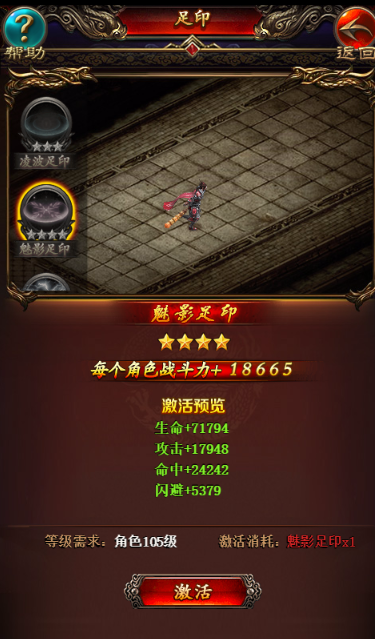 足印
帮助
返回
凌波足印
魅影足印
魅影足印
每个角色战斗力+18665
激活预览
生命+71794
攻击+17948
命中+24242
闪避+5379
等级需求：角色105级 激活消耗：魅影足印x1
激活